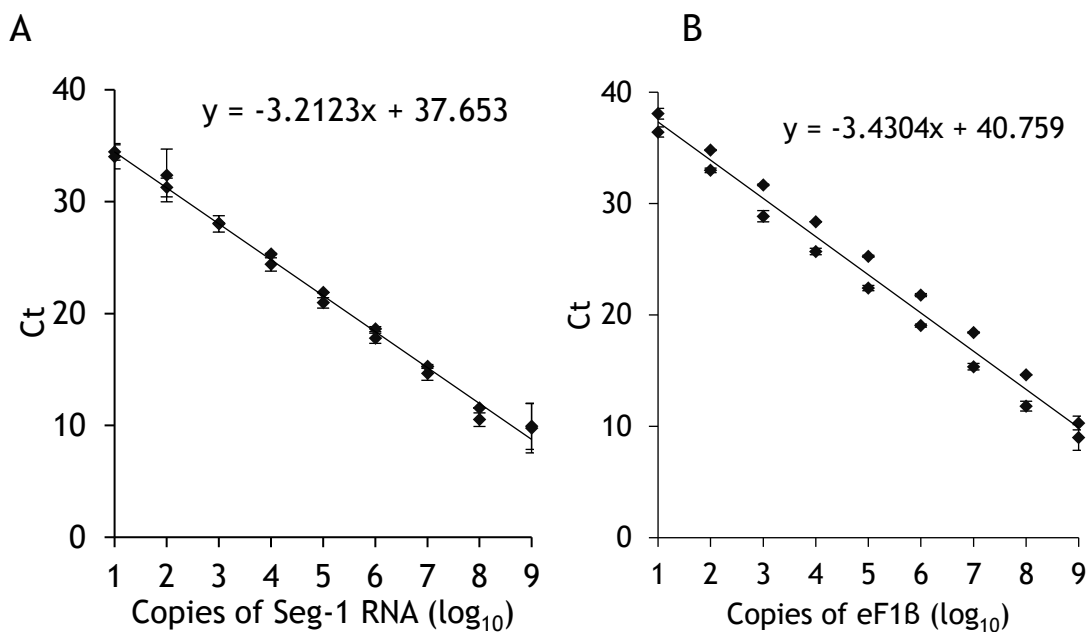 A
y = -3.2123x + 37.653
40
30
20
10
0
Ct
1 2 3 4 5 6 7 8 9
Copies of Seg-1 RNA (log10)
B
y = -3.4304x + 40.759
40
30
20
10
0
Ct
1 2 3 4 5 6 7 8 9
Copies of eF1ß (log10)